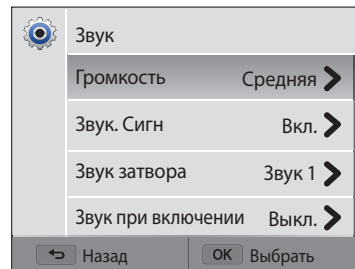 Звук
Громкость Средняя
Звук. Сигн Вкл.
Звук затвора Звук 1
Звук при включении Выкл.
Назад OK Выбрать